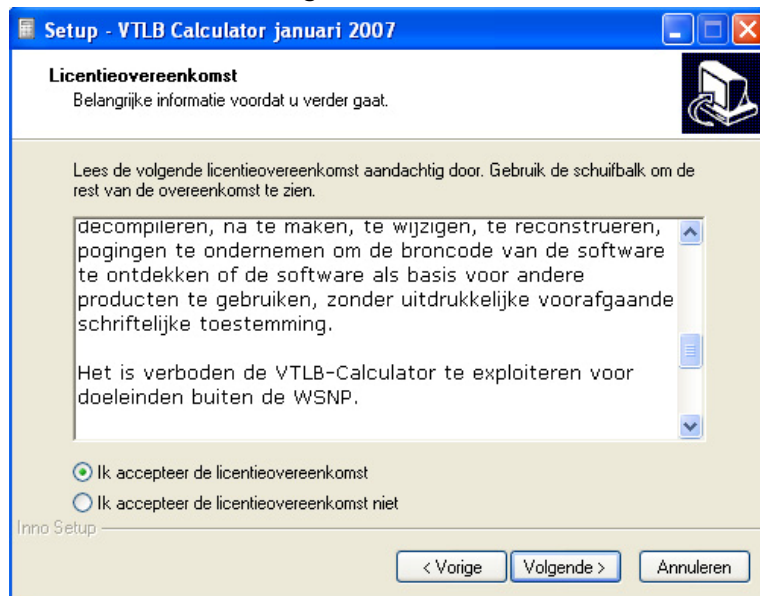 Setup - VTLB Calculator januari 2007
Licentieovereenkomst
Belangrijke informatie voordat u verder gaat.
Lees de volgende licentieovereenkomst aandachtig door. Gebruik de schuifbalk om de
rest van de overeenkomst te zien.
decompileren, na te maken, te wijzigen, te reconstrueren,
pogingen te ondernemen om de broncode van de software
te ontdekken of de software als basis voor andere
producten te gebruiken, zonder uitdrukkelijke voorafgaande
schriftelijke toestemming.
Het is verboden de VTLB-Calculator te exploiteren voor
doeleinden buiten de WSNP.
Ik accepteer de licentieovereenkomst
Ik accepteer de licentieovereenkomst niet
Inno Setup
< Vorige Volgende > Annuleren